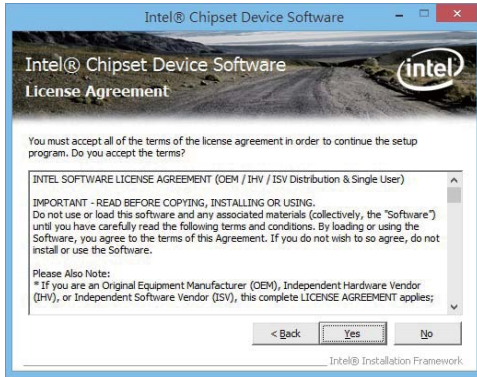 Intel® Chipset Device Software
Intel® Chipset Device Software
License Agreement
intel
You must accept all of the terms of the license agreement in order to continue the setup
program. Do you accept the terms?
INTEL SOFTWARE LICENSE AGREEMENT (OEM / IHV / ISV Distribution & Single User)
IMPORTANT - READ BEFORE COPYING, INSTALLING OR USING.
Do not use or load this software and any associated materials (collectively, the "Software")
until you have carefully read the following terms and conditions. By loading or using the
Software, you agree to the terms of this Agreement. If you do not wish to so agree, do not
install or use the Software.
Please Also Note:
* If you are an Original Equipment Manufacturer (OEM), Independent Hardware Vendor
(IHV), or Independent Software Vendor (ISV), this complete LICENSE AGREEMENT applies;
< Back Yes No
Intel® Installation Framework